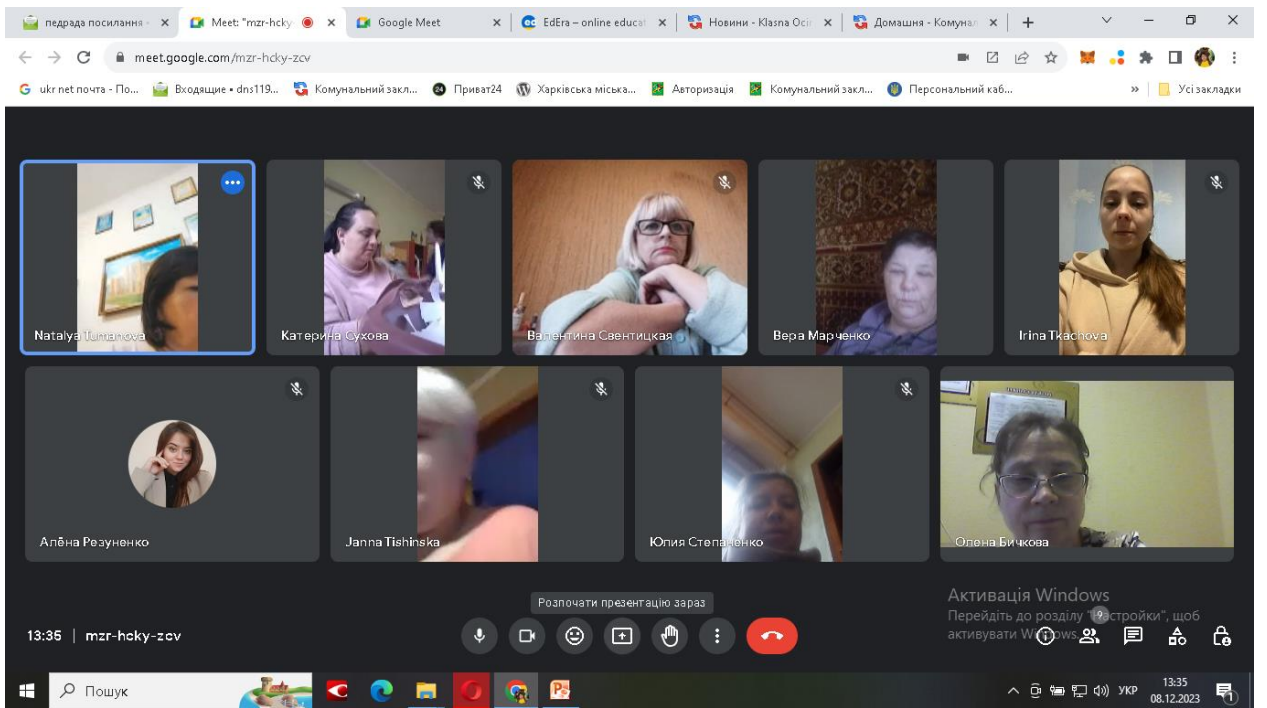 педрада посилання -
Meet: "mzr-hcky
Google Meet
EdEra – online educat
Новини - Klasna Оci
Домашня - Комуна
meet.google.com/mzr-hcky-zcv
ukr net почта - По...
Входящие • dns119...
Комунальний закл...
Приват24
Харківська міська...
Авторизація
Комунальний закл...
Персональний каб...
Усі закладки
Natalya Tumanova
Катерина Сухова
Валентина Свентицкая
Вера Марченко
Irina Tkachova
Алёна Резуненко
Janna Tishinska
Юлия Степаненко
Олена Бичкова
Розпочати презентацію зараз
Активація Windows
Перейдіть до розділу "Настройки", щоб
активувати Windows.
9
13:35 | mzr-hcky-zcv
Пошук
УКР
13:35
08.12.2023
1